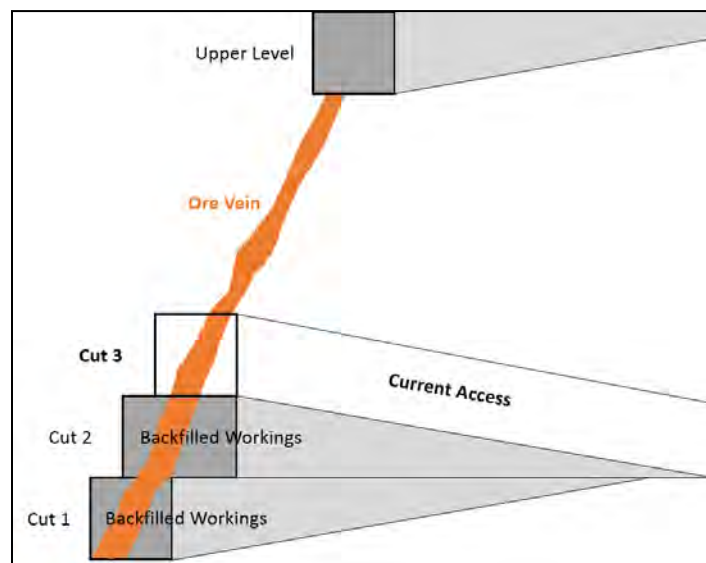 Upper Level
Ore Vein
Cut 3
Current Access
Cut 2
Backfilled Workings
Cut 1
Backfilled Workings